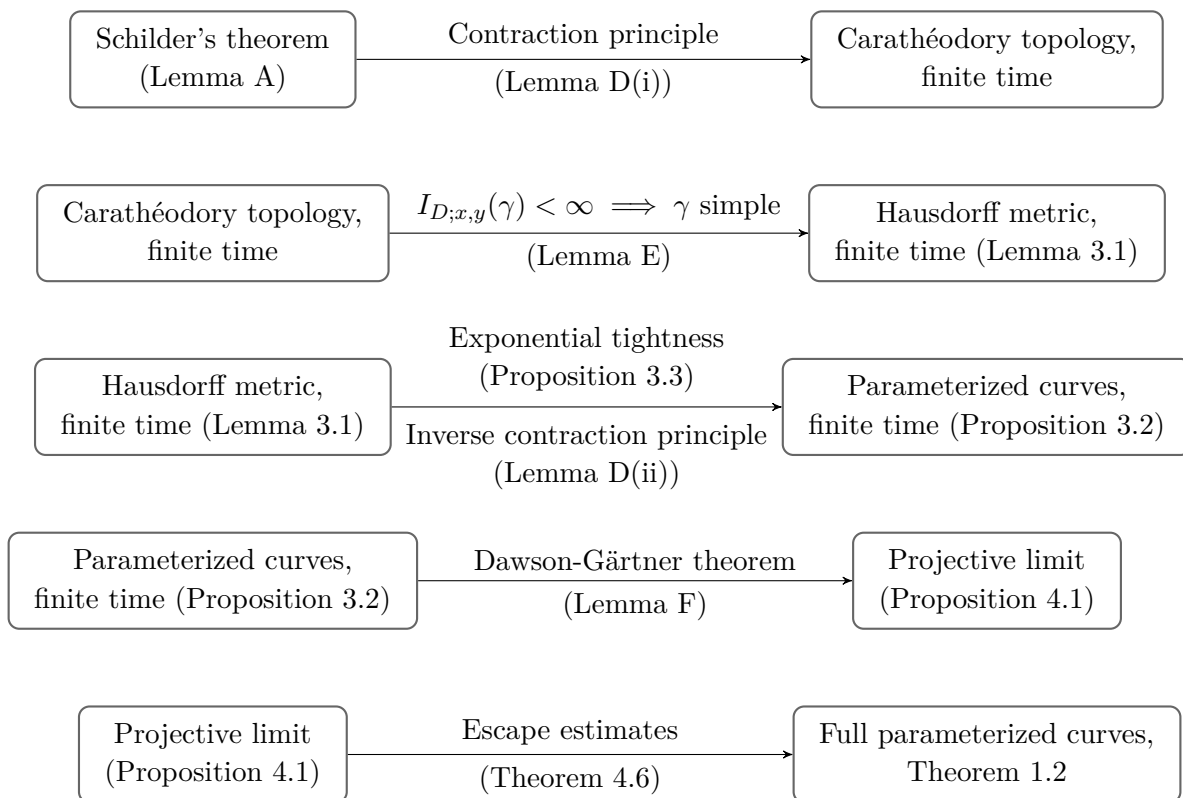 Schilder's theorem
(Lemma A)
Contraction principle
(Lemma D(i))
Carathéodory topology,
finite time
Carathéodory topology,
finite time
I_{D;x,y}(γ) < ∞ ⟹ γ simple
(Lemma E)
Hausdorff metric,
finite time (Lemma 3.1)
Hausdorff metric,
finite time (Lemma 3.1)
Exponential tightness
(Proposition 3.3)
Inverse contraction principle
(Lemma D(ii))
Parameterized curves,
finite time (Proposition 3.2)
Parameterized curves,
finite time (Proposition 3.2)
Dawson-Gärtner theorem
(Lemma F)
Projective limit
(Proposition 4.1)
Projective limit
(Proposition 4.1)
Escape estimates
(Theorem 4.6)
Full parameterized curves,
Theorem 1.2